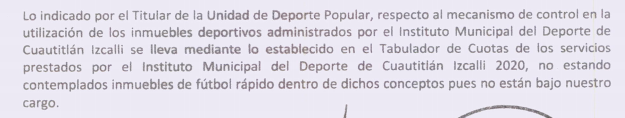 Lo indicado por el Titular de la Unidad de Deporte Popular, respecto al mecanismo de control en la
utilización de los inmuebles deportivos administrados por el Instituto Municipal del Deporte de
Cuautitlán Izcalli se lleva mediante lo establecido en el Tabulador de Cuotas de los servicios
prestados por el Instituto Municipal del Deporte de Cuautitlán Izcalli 2020, no estando
contemplados inmuebles de fútbol rápido dentro de dichos conceptos pues no están bajo nuestro
cargo.